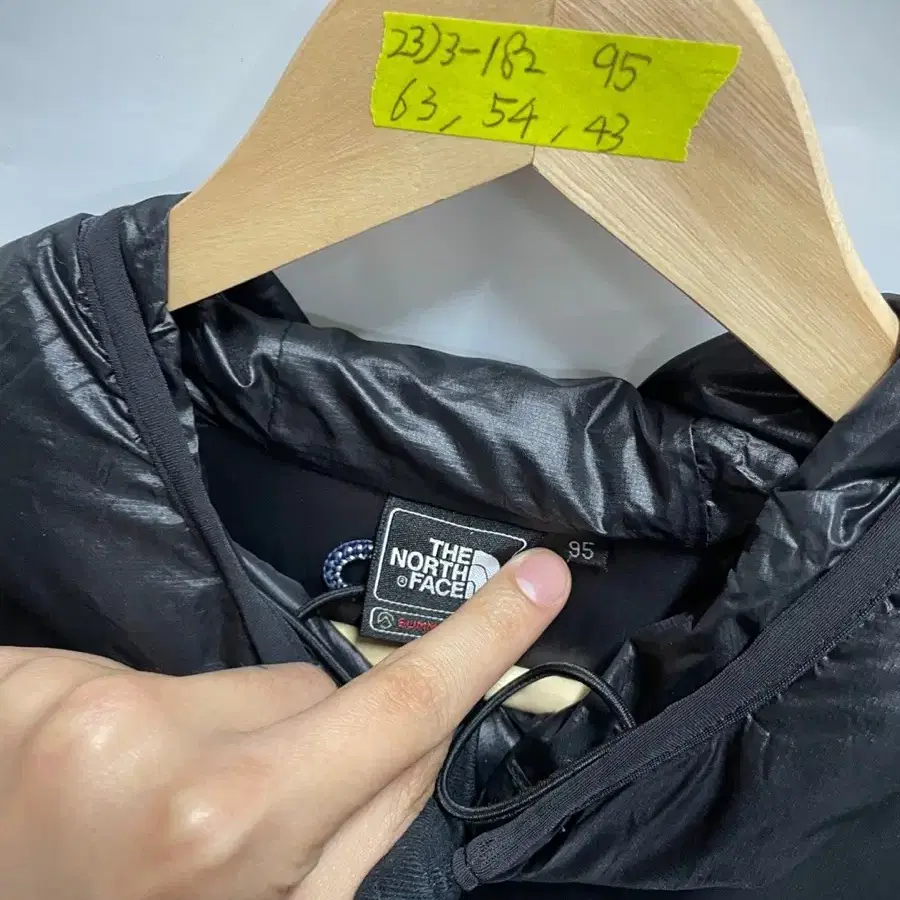 23)3-182 95
63, 54, 43
THE
NORTH
FACE
®
95